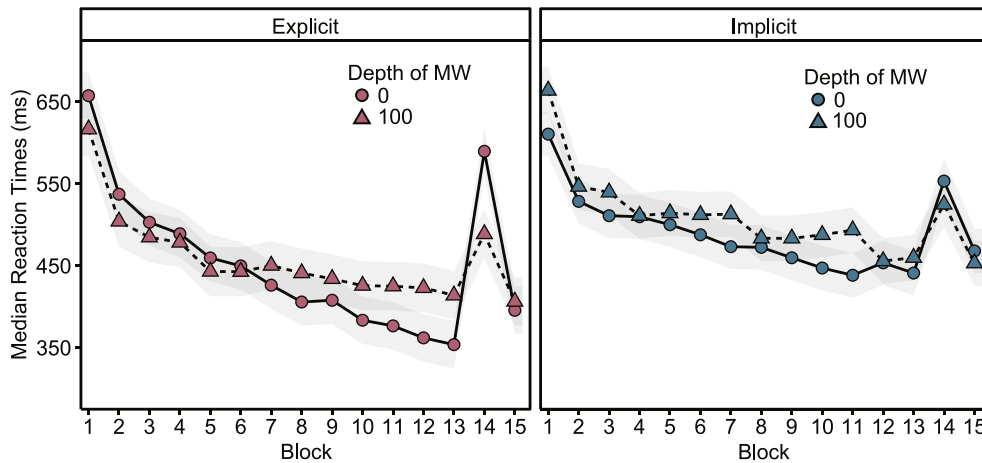 Explicit
Implicit
Depth of MW
0
100
Depth of MW
0
100
Median Reaction Times (ms)
650
550
450
350
1 2 3 4 5 6 7 8 9 10 11 12 13 14 15
1 2 3 4 5 6 7 8 9 10 11 12 13 14 15
Block
Block